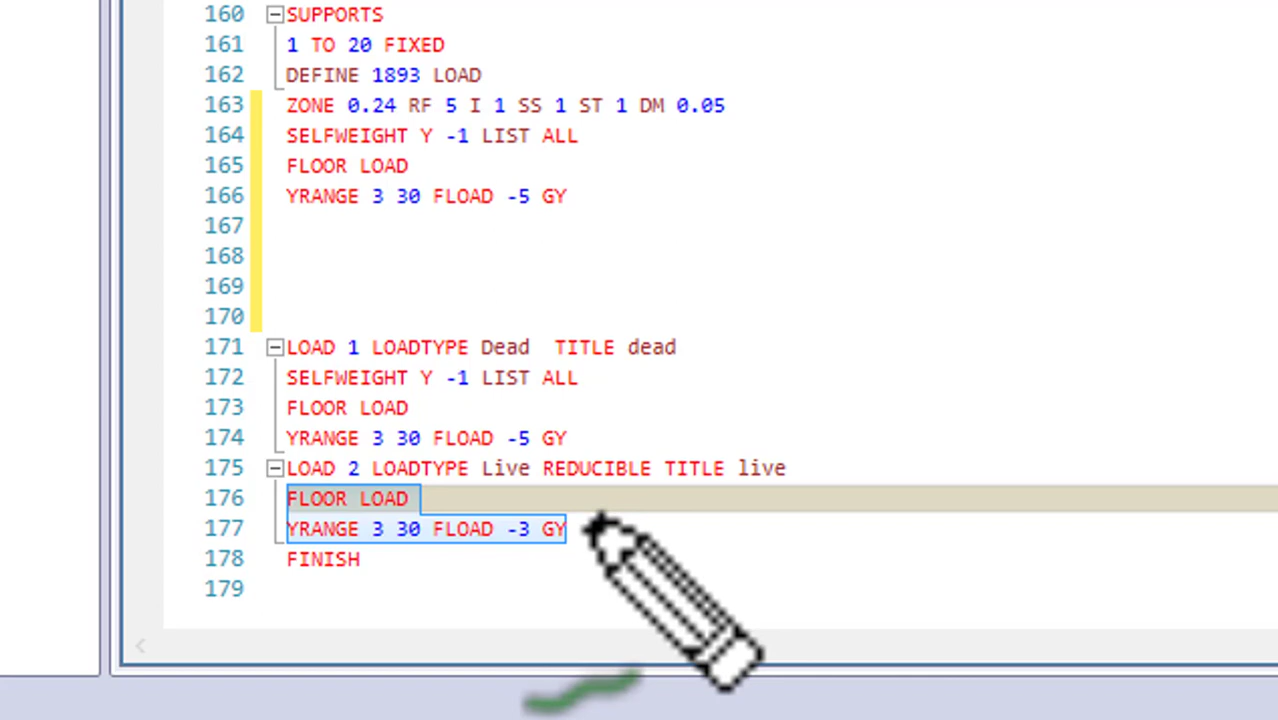 160 SUPPORTS
161 1 TO 20 FIXED
162 DEFINE 1893 LOAD
163 ZONE 0.24 RF 5 I 1 SS 1 ST 1 DM 0.05
164 SELFWEIGHT Y -1 LIST ALL
165 FLOOR LOAD
166 YRANGE 3 30 FLOAD -5 GY
167
168
169
170
171 LOAD 1 LOADTYPE Dead  TITLE dead
172 SELFWEIGHT Y -1 LIST ALL
173 FLOOR LOAD
174 YRANGE 3 30 FLOAD -5 GY
175 LOAD 2 LOADTYPE Live REDUCIBLE TITLE live
176 FLOOR LOAD
177 YRANGE 3 30 FLOAD -3 GY
178 FINISH
179